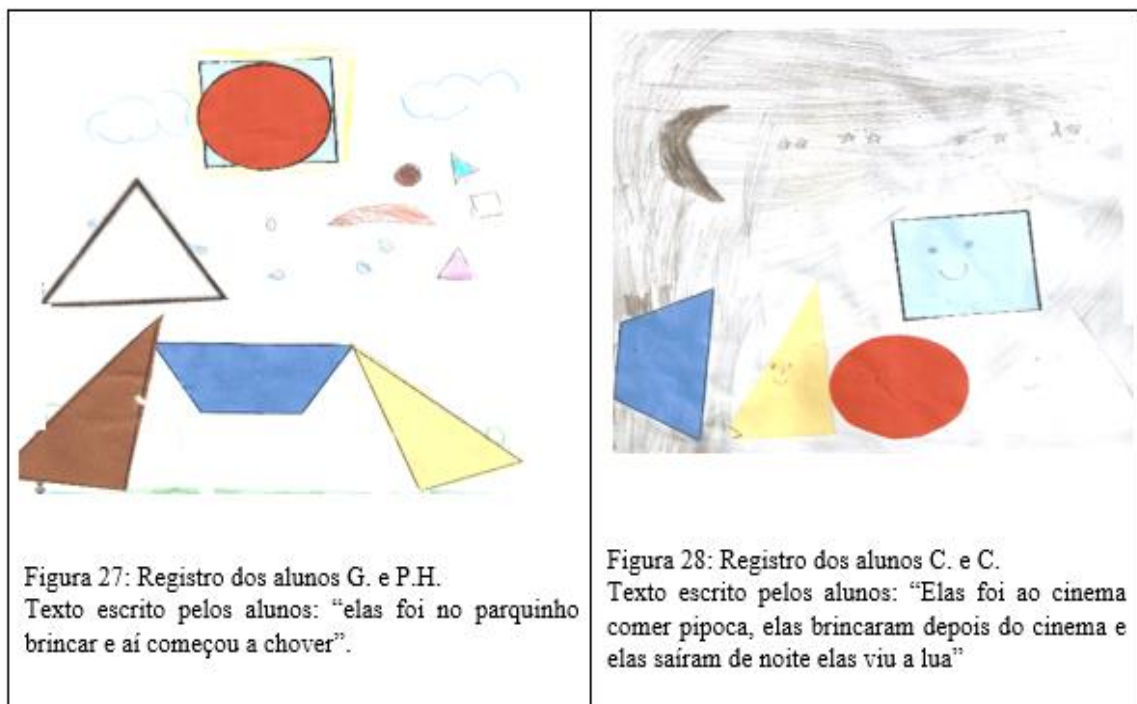 Figura 27: Registro dos alunos G. e P.H.
Texto escrito pelos alunos: “elas foi no parquinho
brincar e aí começou a chover”.
Figura 28: Registro dos alunos C. e C.
Texto escrito pelos alunos: “Elas foi ao cinema
comer pipoca, elas brincaram depois do cinema e
elas saíram de noite elas viu a lua”